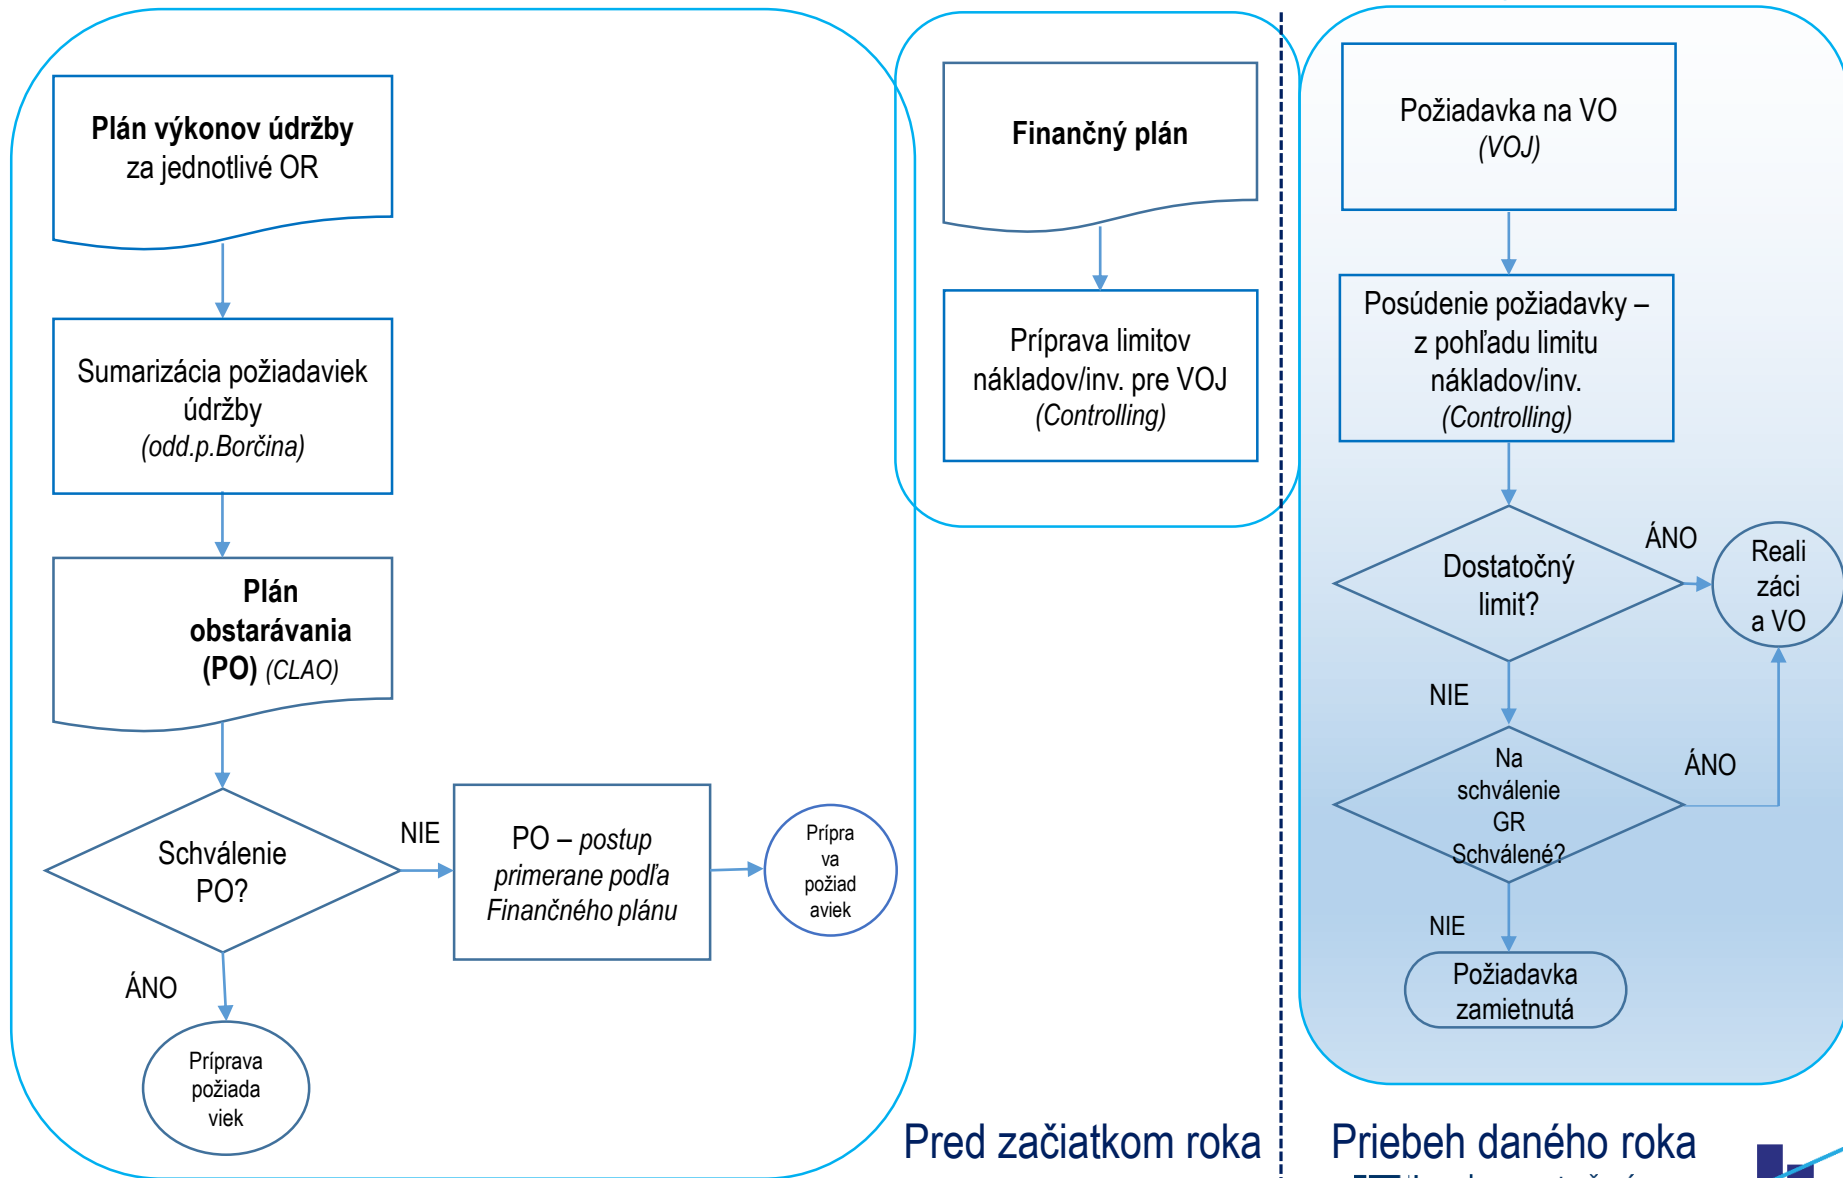 Plán výkonov údržby
za jednotlivé OR
Sumarizácia požiadaviek
údržby
(odd.p.Borčina)
Plán
obstarávania
(PO) (CLAO)
Schválenie
PO?
NIE
PO – postup
primerane podľa
Finančného plánu
Prípra
va
požiad
aviek
ÁNO
Príprava
požiada
viek
Finančný plán
Príprava limitov
nákladov/inv. pre VOJ
(Controlling)
Požiadavka na VO
(VOJ)
Posúdenie požiadavky –
z pohľadu limitu
nákladov/inv.
(Controlling)
Dostatočný
limit?
ÁNO
Reali
záci
a VO
NIE
Na
schválenie
GR
Schválené?
ÁNO
NIE
Požiadavka
zamietnutá
Pred začiatkom roka
Priebeh daného roka